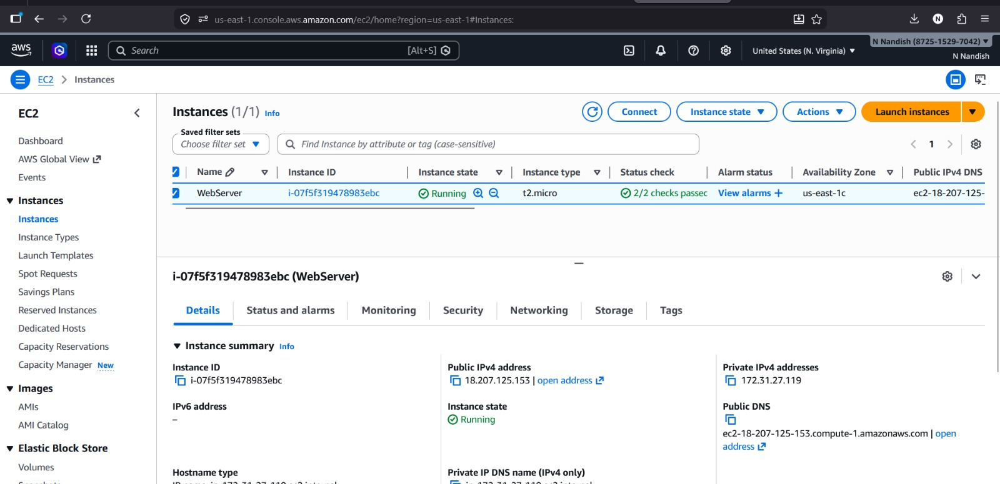 us-east-1.console.aws.amazon.com/ec2/home?region=us-east-1#Instances:
N
aws
Search [Alt+S]
United States (N. Virginia)
N Nandish (8725-1529-7042)
N Nandish
EC2 > Instances
EC2
Dashboard
AWS Global View
Events
Instances
Instances
Instance Types
Launch Templates
Spot Requests
Savings Plans
Reserved Instances
Dedicated Hosts
Capacity Reservations
Capacity Manager New
Images
AMIs
AMI Catalog
Elastic Block Store
Volumes
Instances (1/1) Info
Connect
Instance state
Actions
Launch instances
Saved filter sets
Choose filter set
Find Instance by attribute or tag (case-sensitive)
1
Name Instance ID Instance state Instance type Status check Alarm status Availability Zone Public IPv4 DNS
WebServer i-07f5f319478983ebc Running t2.micro 2/2 checks passed View alarms + us-east-1c ec2-18-207-125-
i-07f5f319478983ebc (WebServer)
Details Status and alarms Monitoring Security Networking Storage Tags
Instance summary Info
Instance ID
i-07f5f319478983ebc
Public IPv4 address
18.207.125.153 | open address
Private IPv4 addresses
172.31.27.119
IPv6 address
–
Instance state
Running
Public DNS
ec2-18-207-125-153.compute-1.amazonaws.com | open
address
Hostname type
Private IP DNS name (IPv4 only)